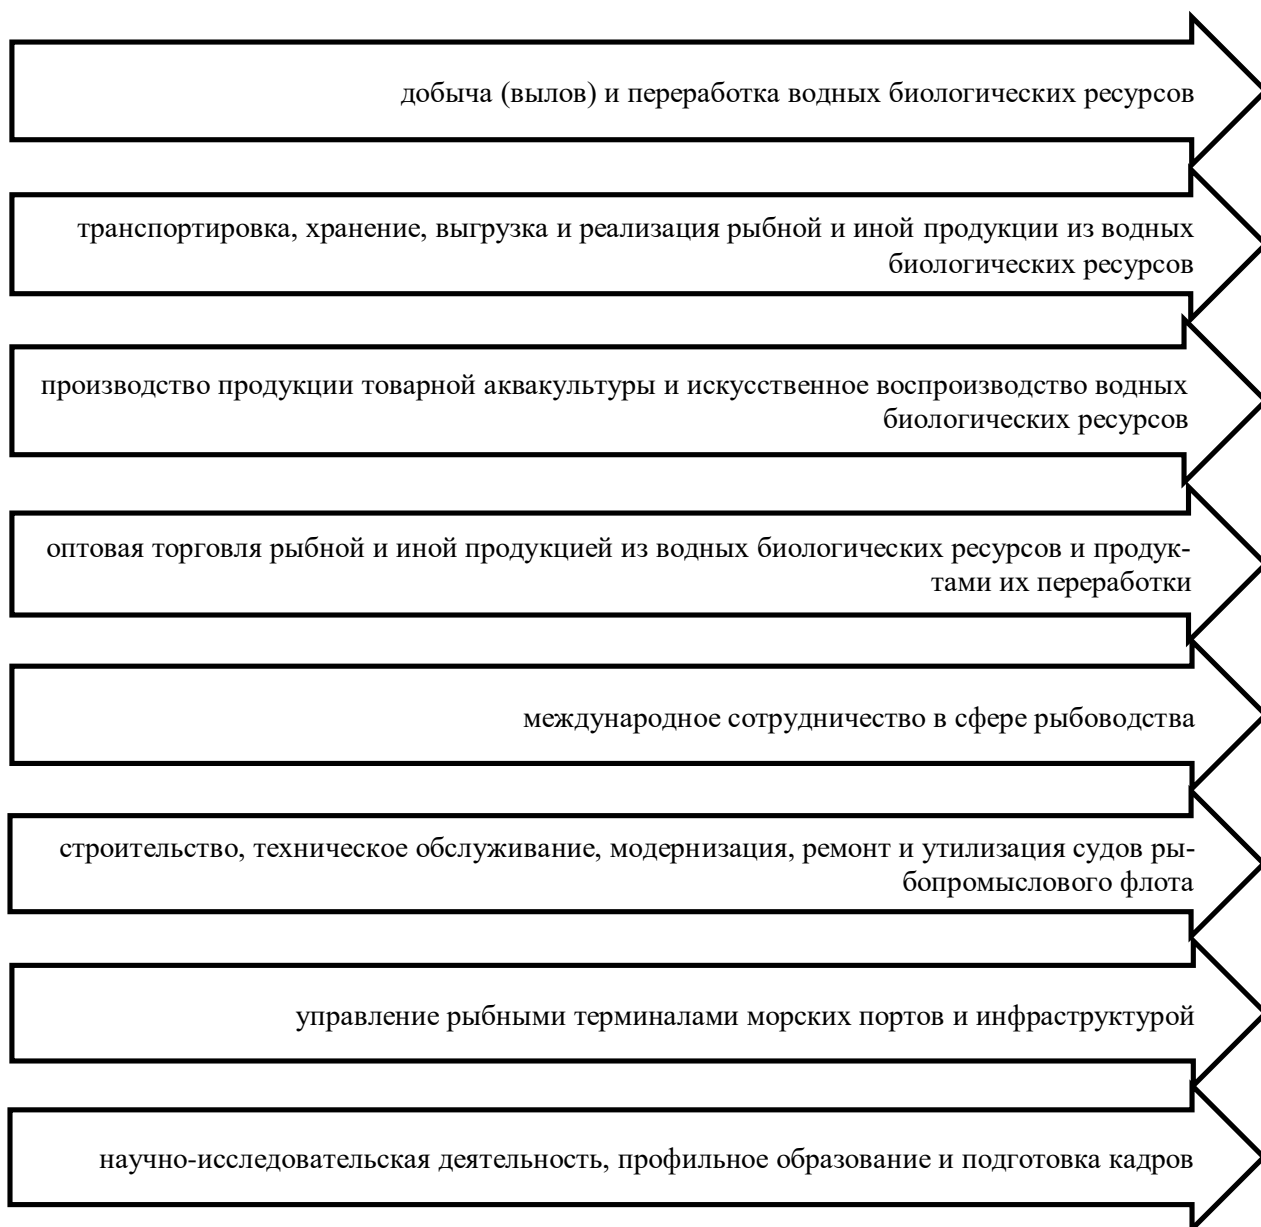 добыча (вылов) и переработка водных биологических ресурсов
транспортировка, хранение, выгрузка и реализация рыбной и иной продукции из водных
биологических ресурсов
производство продукции товарной аквакультуры и искусственное воспроизводство водных
биологических ресурсов
оптовая торговля рыбной и иной продукцией из водных биологических ресурсов и продук-
тами их переработки
международное сотрудничество в сфере рыбоводства
строительство, техническое обслуживание, модернизация, ремонт и утилизация судов ры-
бопромыслового флота
управление рыбными терминалами морских портов и инфраструктурой
научно-исследовательская деятельность, профильное образование и подготовка кадров